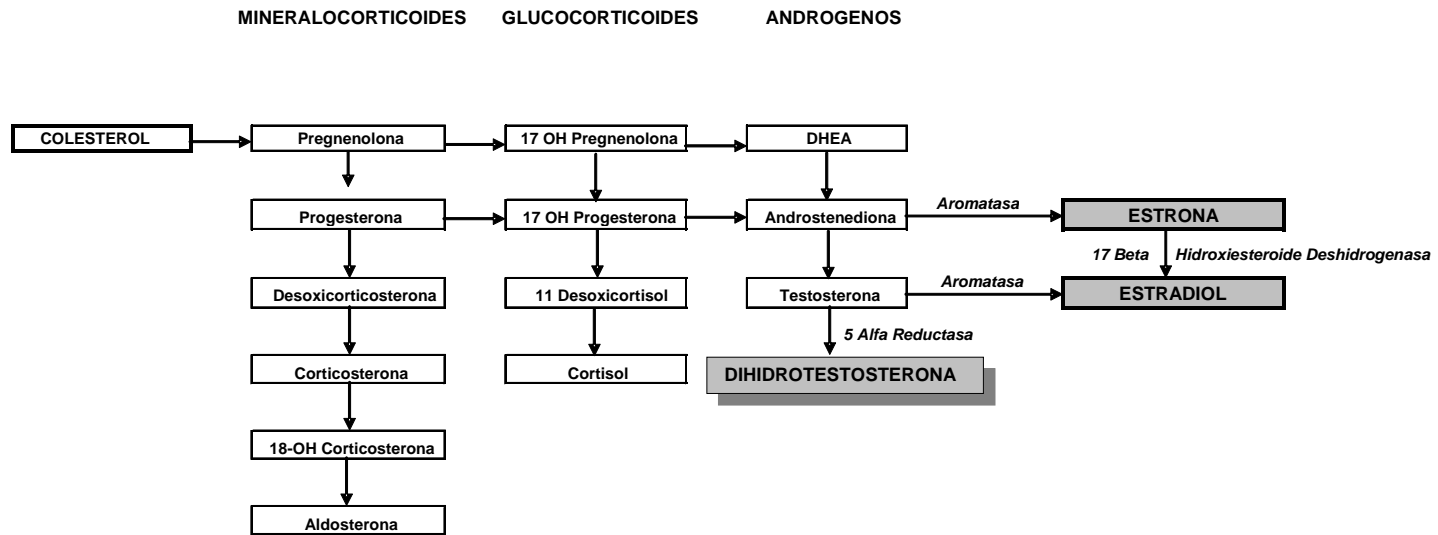 MINERALOCORTICOIDES GLUCOCORTICOIDES ANDROGENOS
COLESTEROL Pregnenolona 17 OH Pregnenolona DHEA
Progesterona 17 OH Progesterona Androstenediona Aromatasa ESTRONA
17 Beta Hidroxiesteroide Deshidrogenasa
Desoxicorticosterona 11 Desoxicortisol Testosterona Aromatasa ESTRADIOL
5 Alfa Reductasa
Corticosterona Cortisol DIHIDROTESTOSTERONA
18-OH Corticosterona
Aldosterona